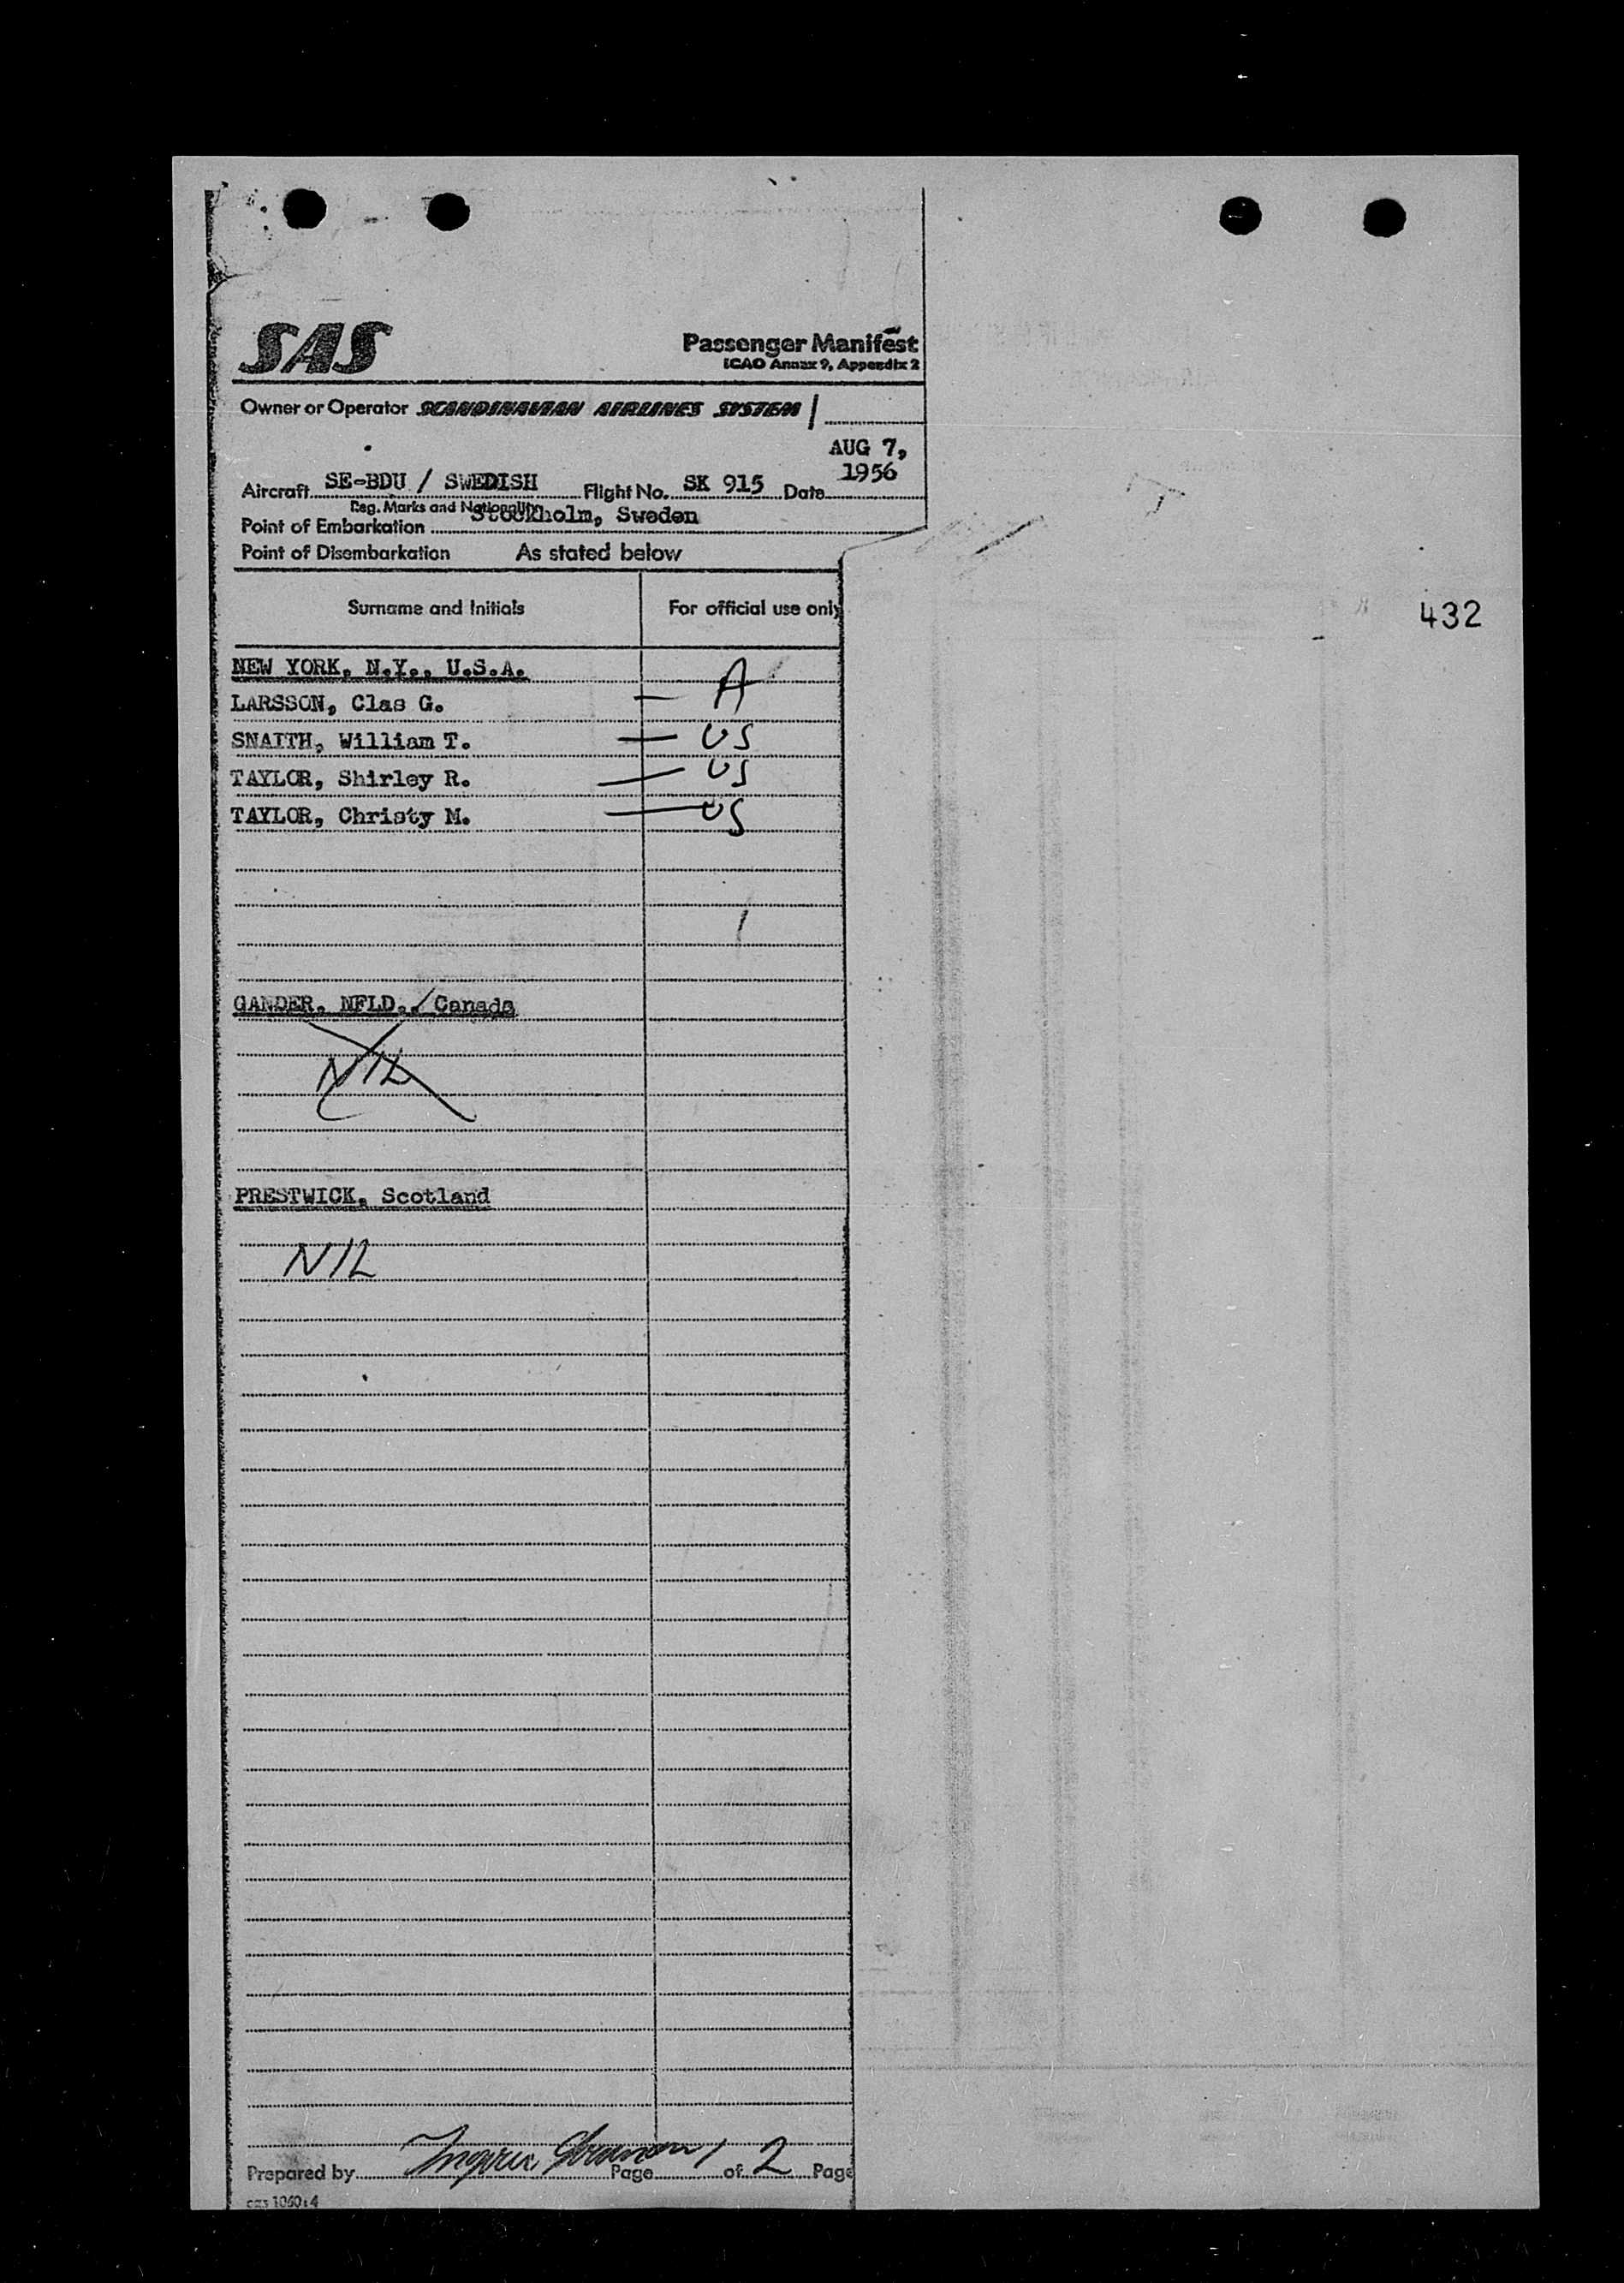 SAS
Passenger Manifest
ICAO Annex 9, Appendix 2
Owner or Operator SCANDINAVIAN AIRLINES SYSTEM
AUG 7,
1956
Aircraft SE-BDU / SWEDISH Flight No. SK 915 Date
Reg. Marks and Nationality
Point of Embarkation Stockholm, Sweden
Point of Disembarkation As stated below
Surname and Initials For official use only
432
NEW YORK, N.Y., U.S.A.
LARSSON, Clas G. — A
SNAITH, William T. — US
TAYLOR, Shirley R. — US
TAYLOR, Christy M. — US
GANDER, NFLD., Canada
NIL
PRESTWICK, Scotland
NIL
Prepared by Page 1 of 2 Page